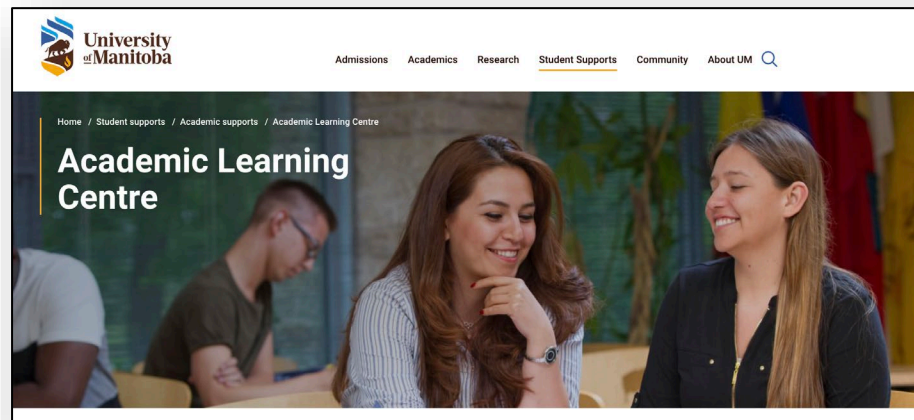 University
of Manitoba
Admissions Academics Research Student Supports Community About UM
Home / Student supports / Academic supports / Academic Learning Centre
Academic Learning
Centre